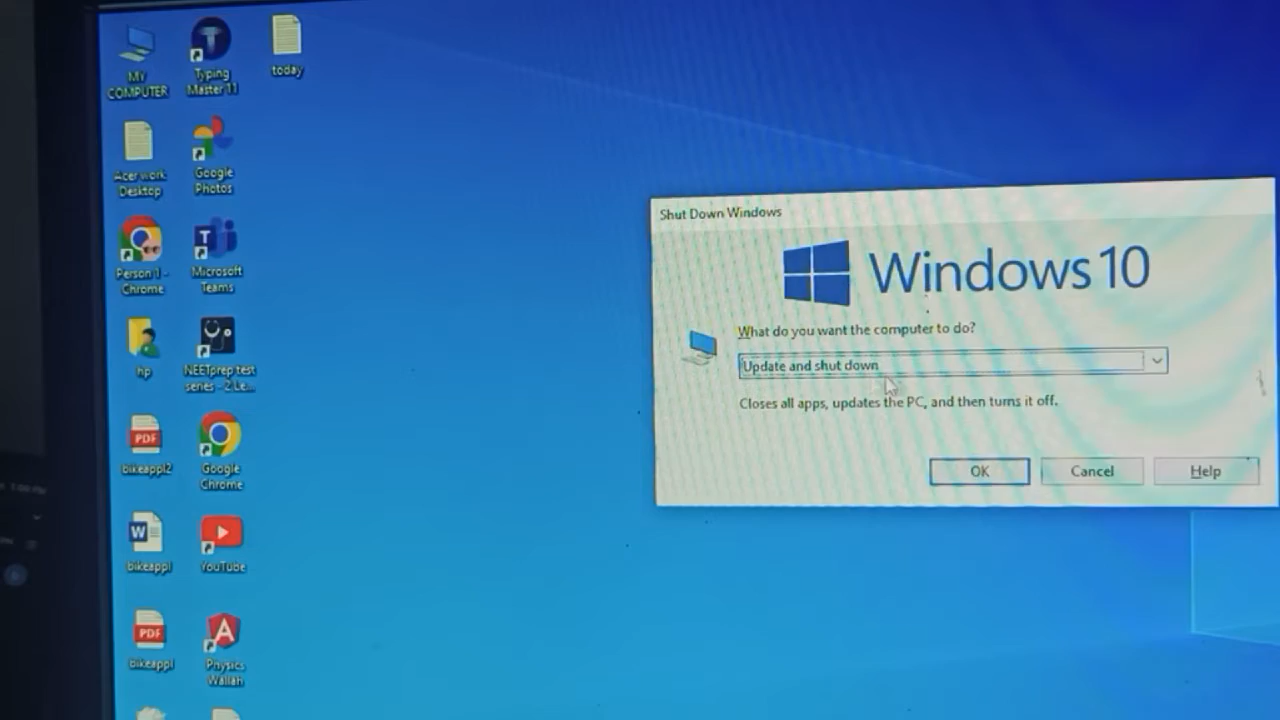 MY
COMPUTER
Typing
Master 11
today
Acer work
Desktop
Google
Photos
Person 1 -
Chrome
T
Microsoft
Teams
hp
NEETprep test
series - 2.Le...
PDF
bikeappl2
Google
Chrome
W
bikeappl
YouTube
PDF
bikeappl
Physics
Wallah
Shut Down Windows
Windows 10
What do you want the computer to do?
Update and shut down
Closes all apps, updates the PC, and then turns it off.
OK
Cancel
Help